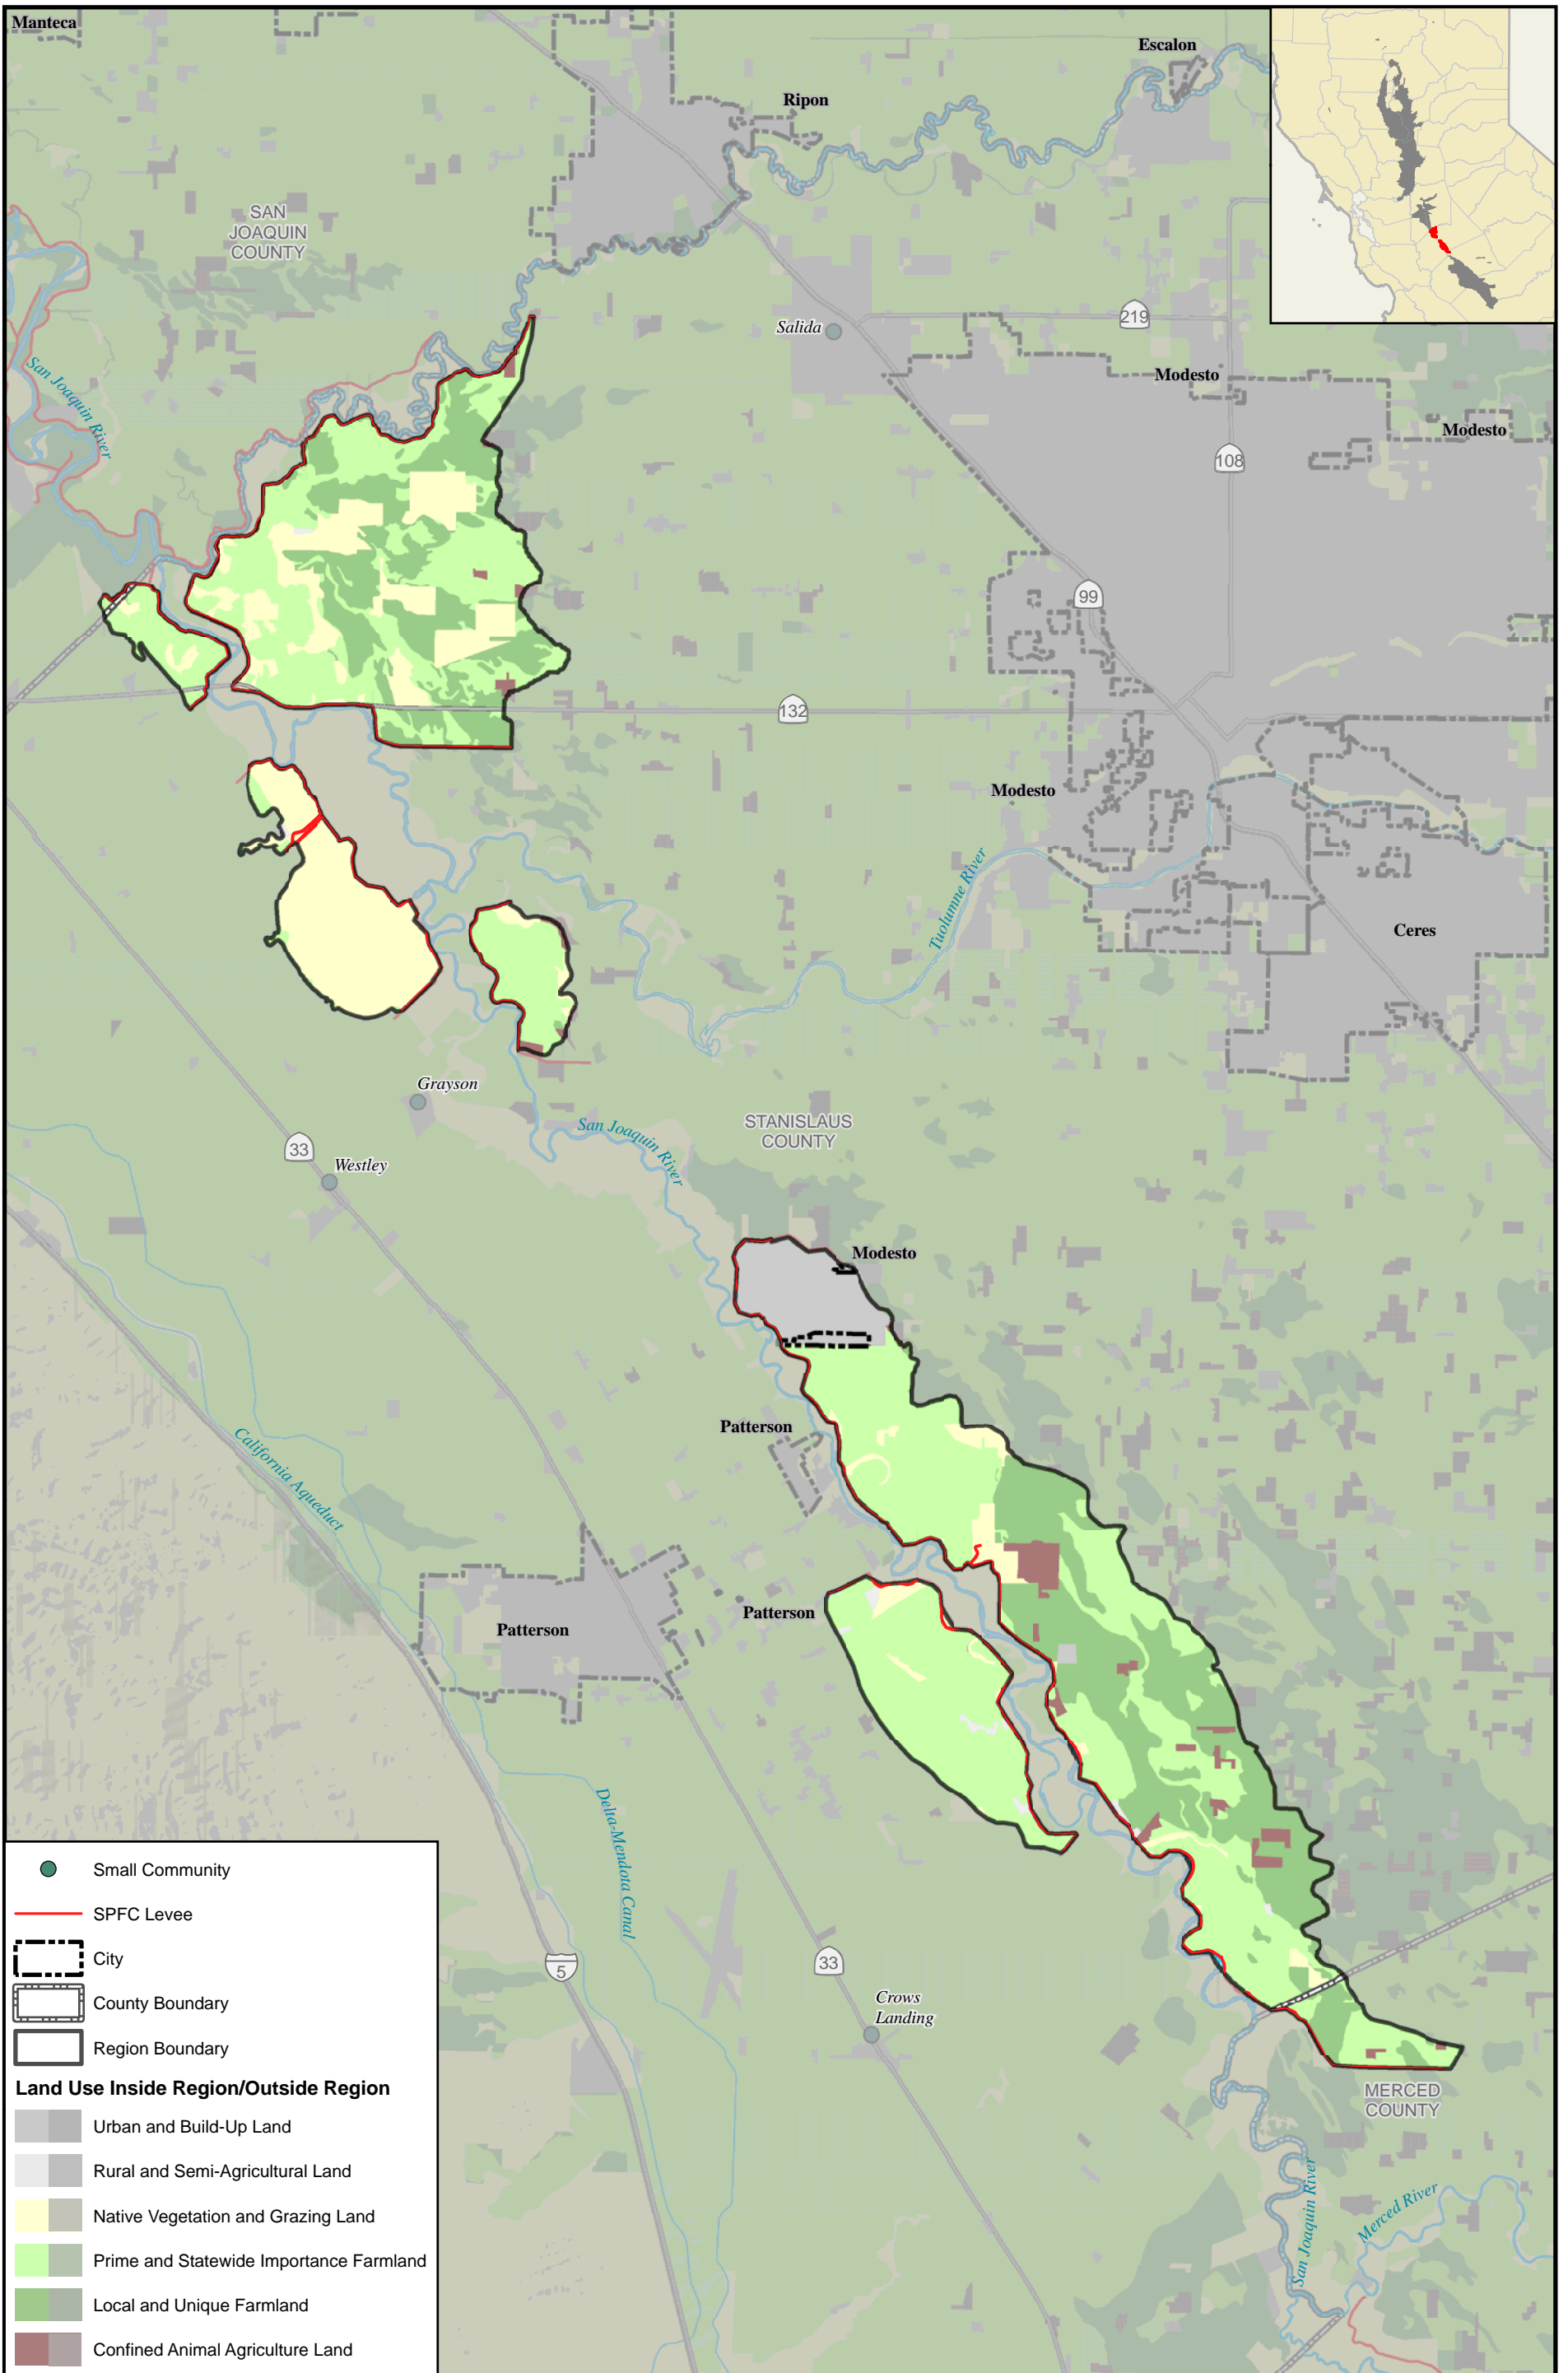 Manteca
Escalon
Ripon
SAN
JOAQUIN
COUNTY
219
Salida
San Joaquin River
Modesto
Modesto
108
99
132
Modesto
Tuolumne River
Ceres
Grayson
STANISLAUS
COUNTY
San Joaquin River
33
Westley
Modesto
Patterson
California Aqueduct
Patterson
Patterson
Delta-Mendota Canal
5
33
Crows
Landing
MERCED
COUNTY
San Joaquin River
Merced River
Small Community
SPFC Levee
City
County Boundary
Region Boundary
Land Use Inside Region/Outside Region
Urban and Build-Up Land
Rural and Semi-Agricultural Land
Native Vegetation and Grazing Land
Prime and Statewide Importance Farmland
Local and Unique Farmland
Confined Animal Agriculture Land